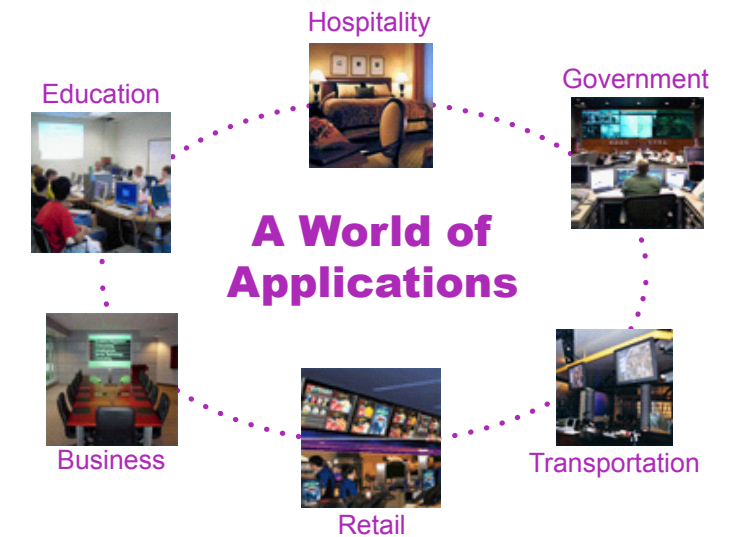 Hospitality
Education
Government
A World of
Applications
Business
Transportation
Retail